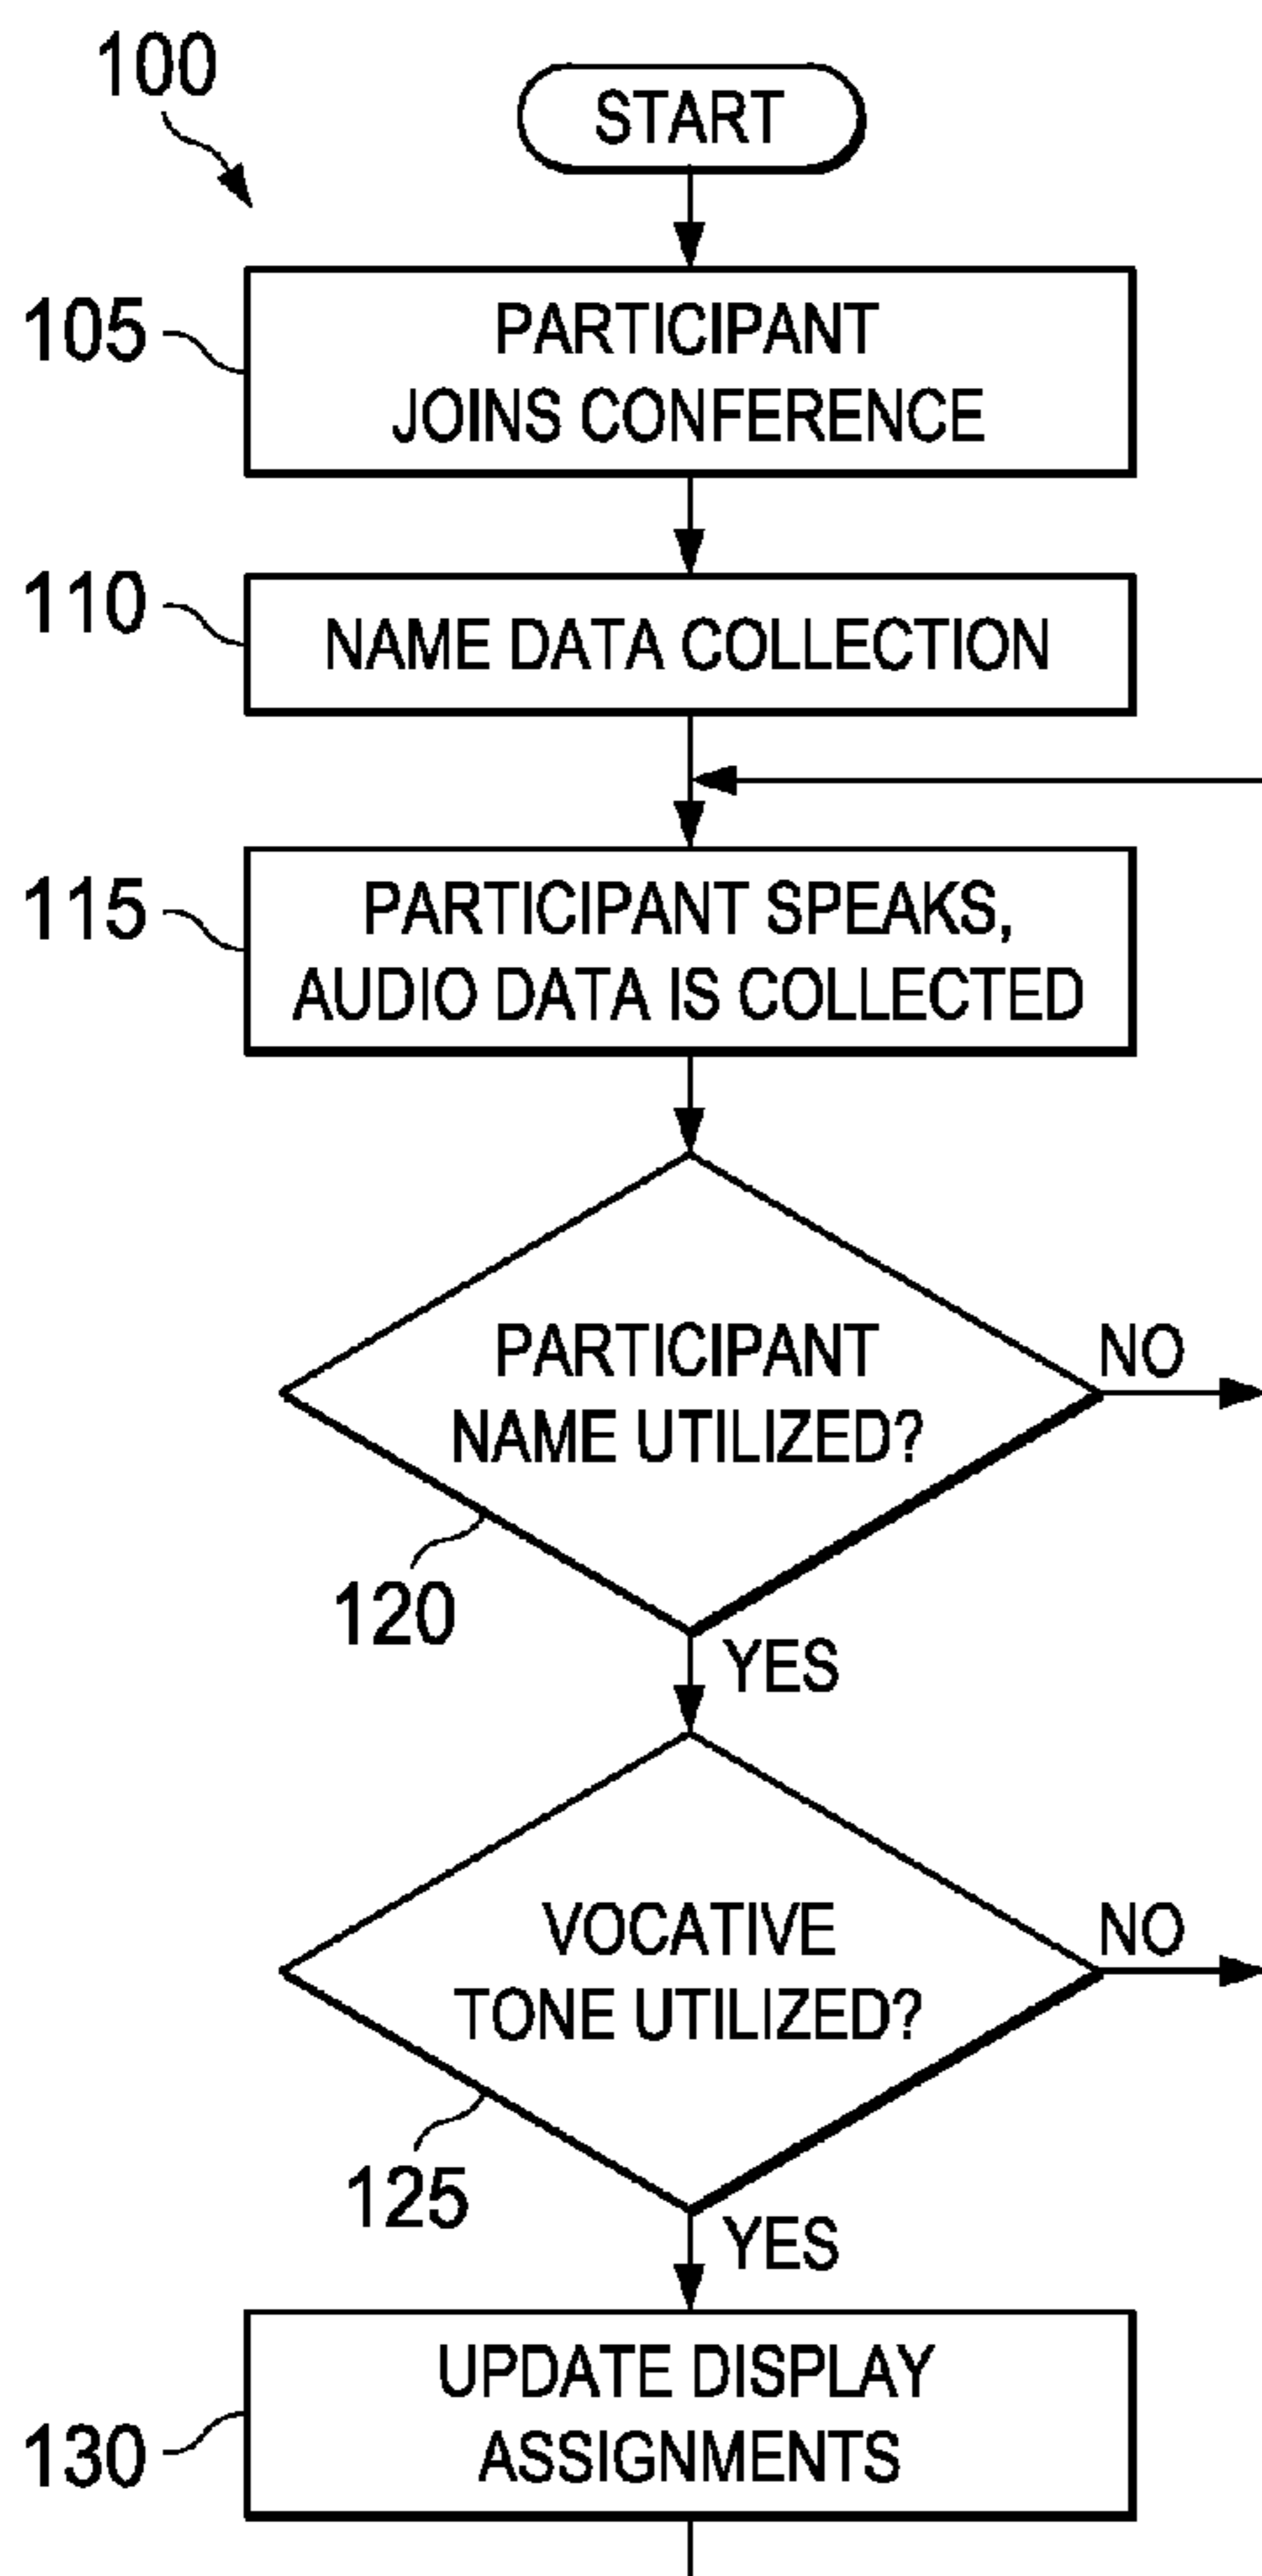 100
START
105
PARTICIPANT
JOINS CONFERENCE
110
NAME DATA COLLECTION
115
PARTICIPANT SPEAKS,
AUDIO DATA IS COLLECTED
PARTICIPANT
NAME UTILIZED?
NO
120
YES
VOCATIVE
TONE UTILIZED?
NO
125
YES
130
UPDATE DISPLAY
ASSIGNMENTS